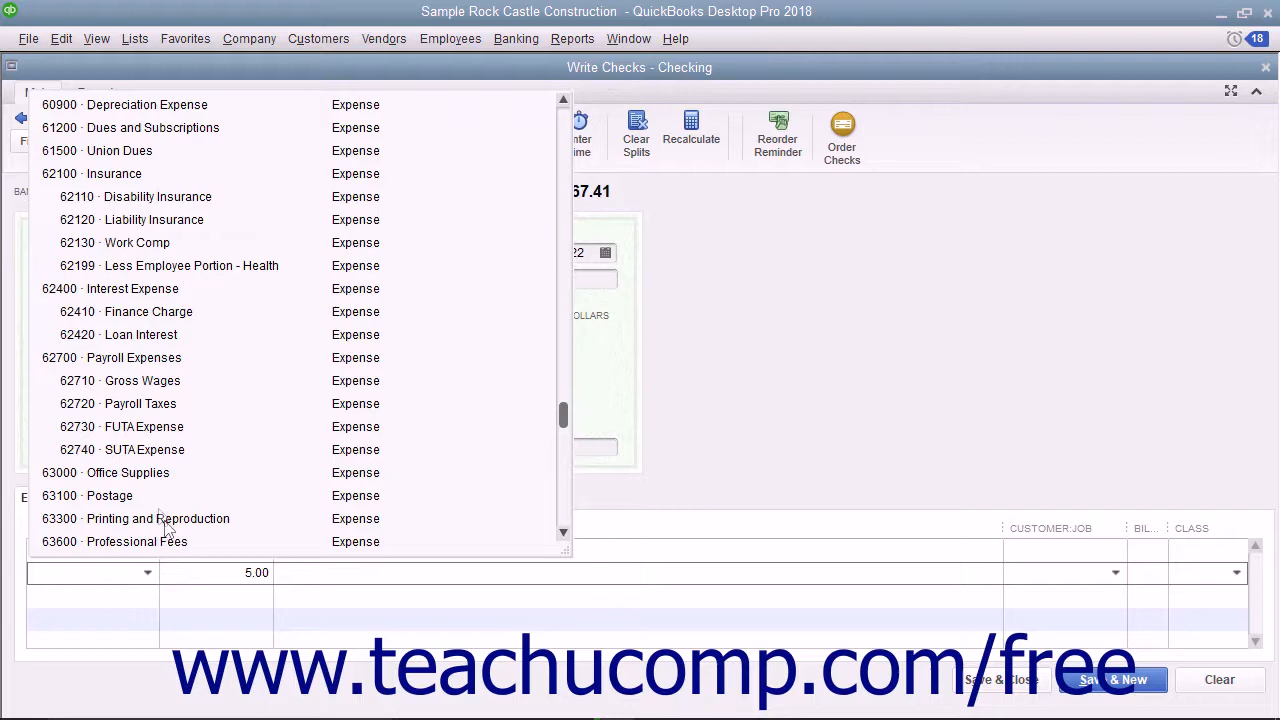 Sample Rock Castle Construction - QuickBooks Desktop Pro 2018
File Edit View Lists Favorites Company Customers Vendors Employees Banking Reports Window Help 18
Write Checks - Checking
60900 · Depreciation Expense Expense
61200 · Dues and Subscriptions Expense
61500 · Union Dues Expense
62100 · Insurance Expense
62110 · Disability Insurance Expense
62120 · Liability Insurance Expense
62130 · Work Comp Expense
62199 · Less Employee Portion - Health Expense
62400 · Interest Expense Expense
62410 · Finance Charge Expense
62420 · Loan Interest Expense
62700 · Payroll Expenses Expense
62710 · Gross Wages Expense
62720 · Payroll Taxes Expense
62730 · FUTA Expense Expense
62740 · SUTA Expense Expense
63000 · Office Supplies Expense
63100 · Postage Expense
63300 · Printing and Reproduction Expense
63600 · Professional Fees Expense
Clear Splits
Recalculate
Reorder Reminder
Order Checks
67.41
22
DOLLARS
CUSTOMER:JOB BIL... CLASS
5.00
www.teachucomp.com/free
Save & Close Save & New Clear